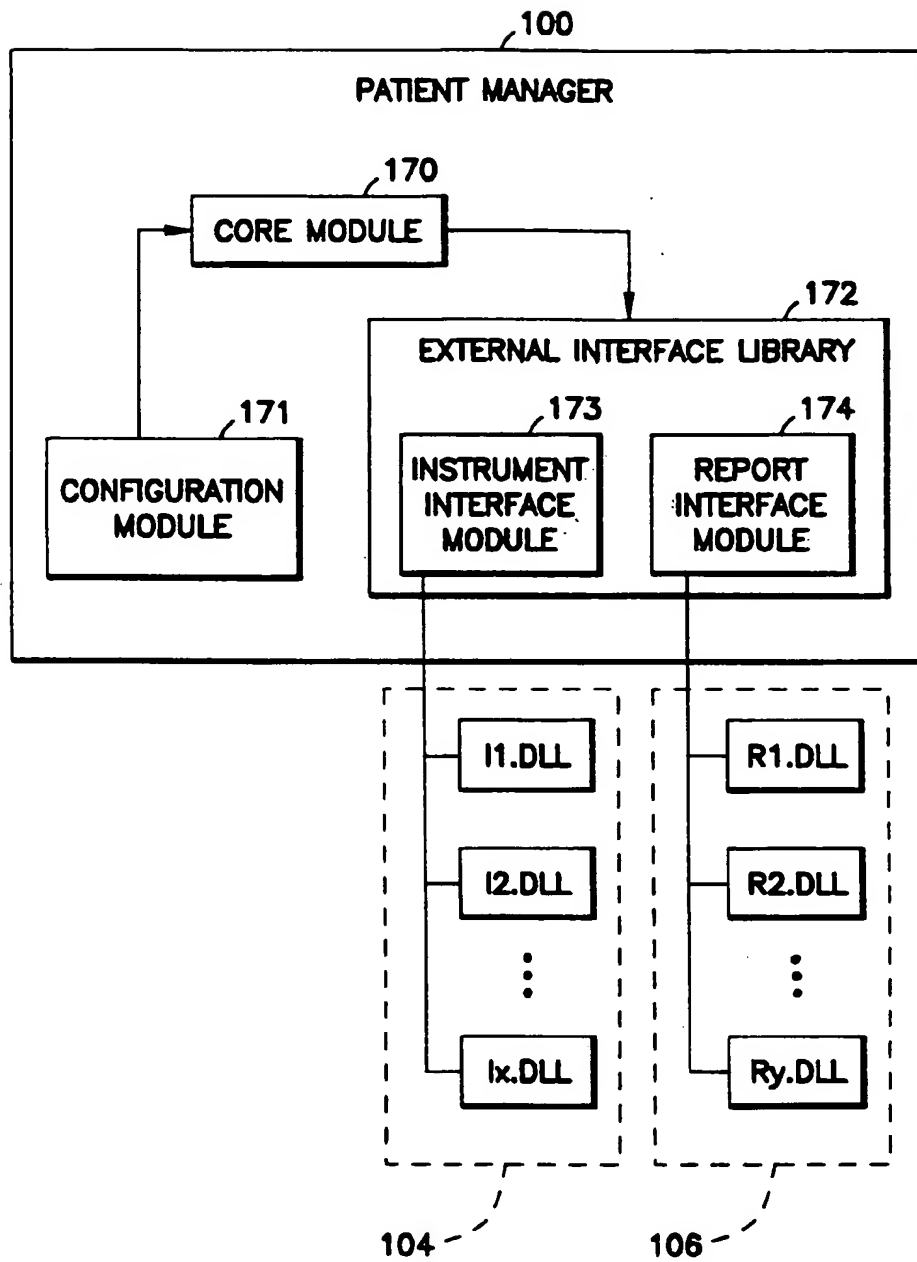 100
PATIENT MANAGER
170
CORE MODULE
172
EXTERNAL INTERFACE LIBRARY
171
CONFIGURATION
MODULE
173
INSTRUMENT
INTERFACE
MODULE
174
REPORT
INTERFACE
MODULE
I1.DLL
R1.DLL
I2.DLL
R2.DLL
Ix.DLL
Ry.DLL
104
106